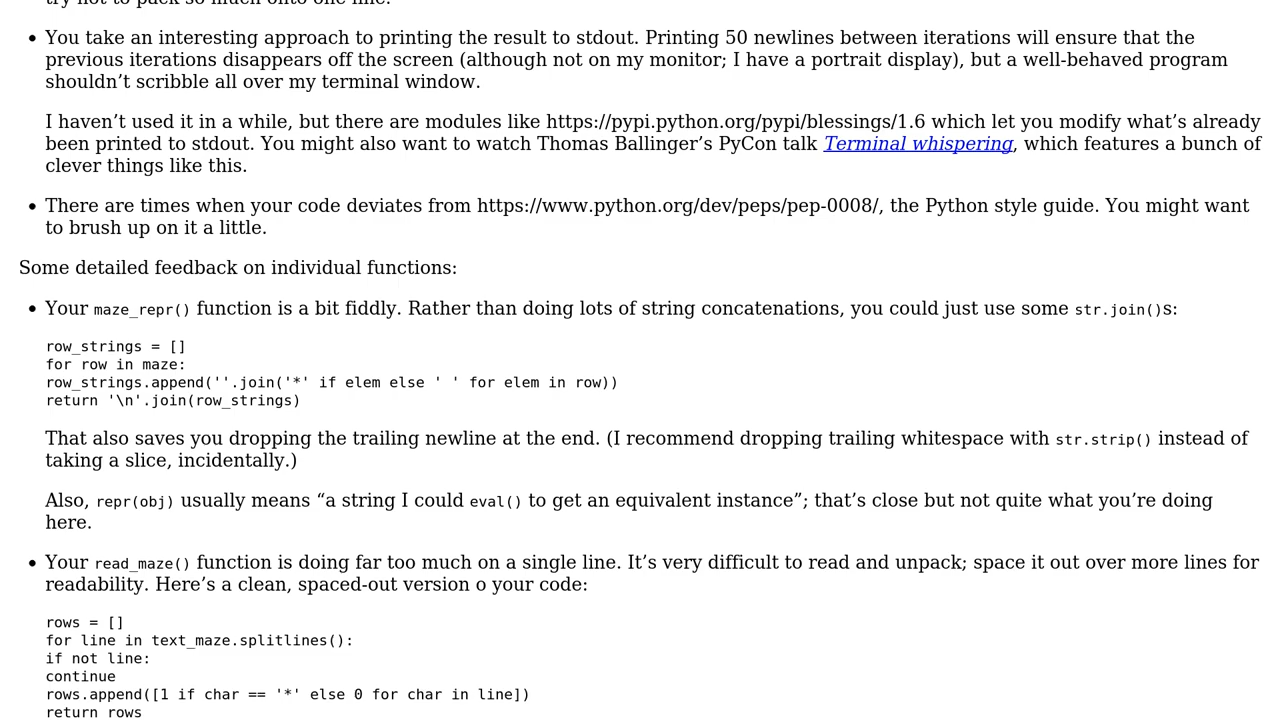 try not to pack so much onto one line.
• You take an interesting approach to printing the result to stdout. Printing 50 newlines between iterations will ensure that the
previous iterations disappears off the screen (although not on my monitor; I have a portrait display), but a well-behaved program
shouldn’t scribble all over my terminal window.
I haven’t used it in a while, but there are modules like https://pypi.python.org/pypi/blessings/1.6 which let you modify what’s already
been printed to stdout. You might also want to watch Thomas Ballinger’s PyCon talk Terminal whispering, which features a bunch of
clever things like this.
• There are times when your code deviates from https://www.python.org/dev/peps/pep-0008/, the Python style guide. You might want
to brush up on it a little.
Some detailed feedback on individual functions:
• Your maze_repr() function is a bit fiddly. Rather than doing lots of string concatenations, you could just use some str.join()s:
row_strings = []
for row in maze:
row_strings.append(''.join('*' if elem else ' ' for elem in row))
return '\n'.join(row_strings)
That also saves you dropping the trailing newline at the end. (I recommend dropping trailing whitespace with str.strip() instead of
taking a slice, incidentally.)
Also, repr(obj) usually means “a string I could eval() to get an equivalent instance”; that’s close but not quite what you’re doing
here.
• Your read_maze() function is doing far too much on a single line. It’s very difficult to read and unpack; space it out over more lines for
readability. Here’s a clean, spaced-out version o your code:
rows = []
for line in text_maze.splitlines():
if not line:
continue
rows.append([1 if char == '*' else 0 for char in line])
return rows